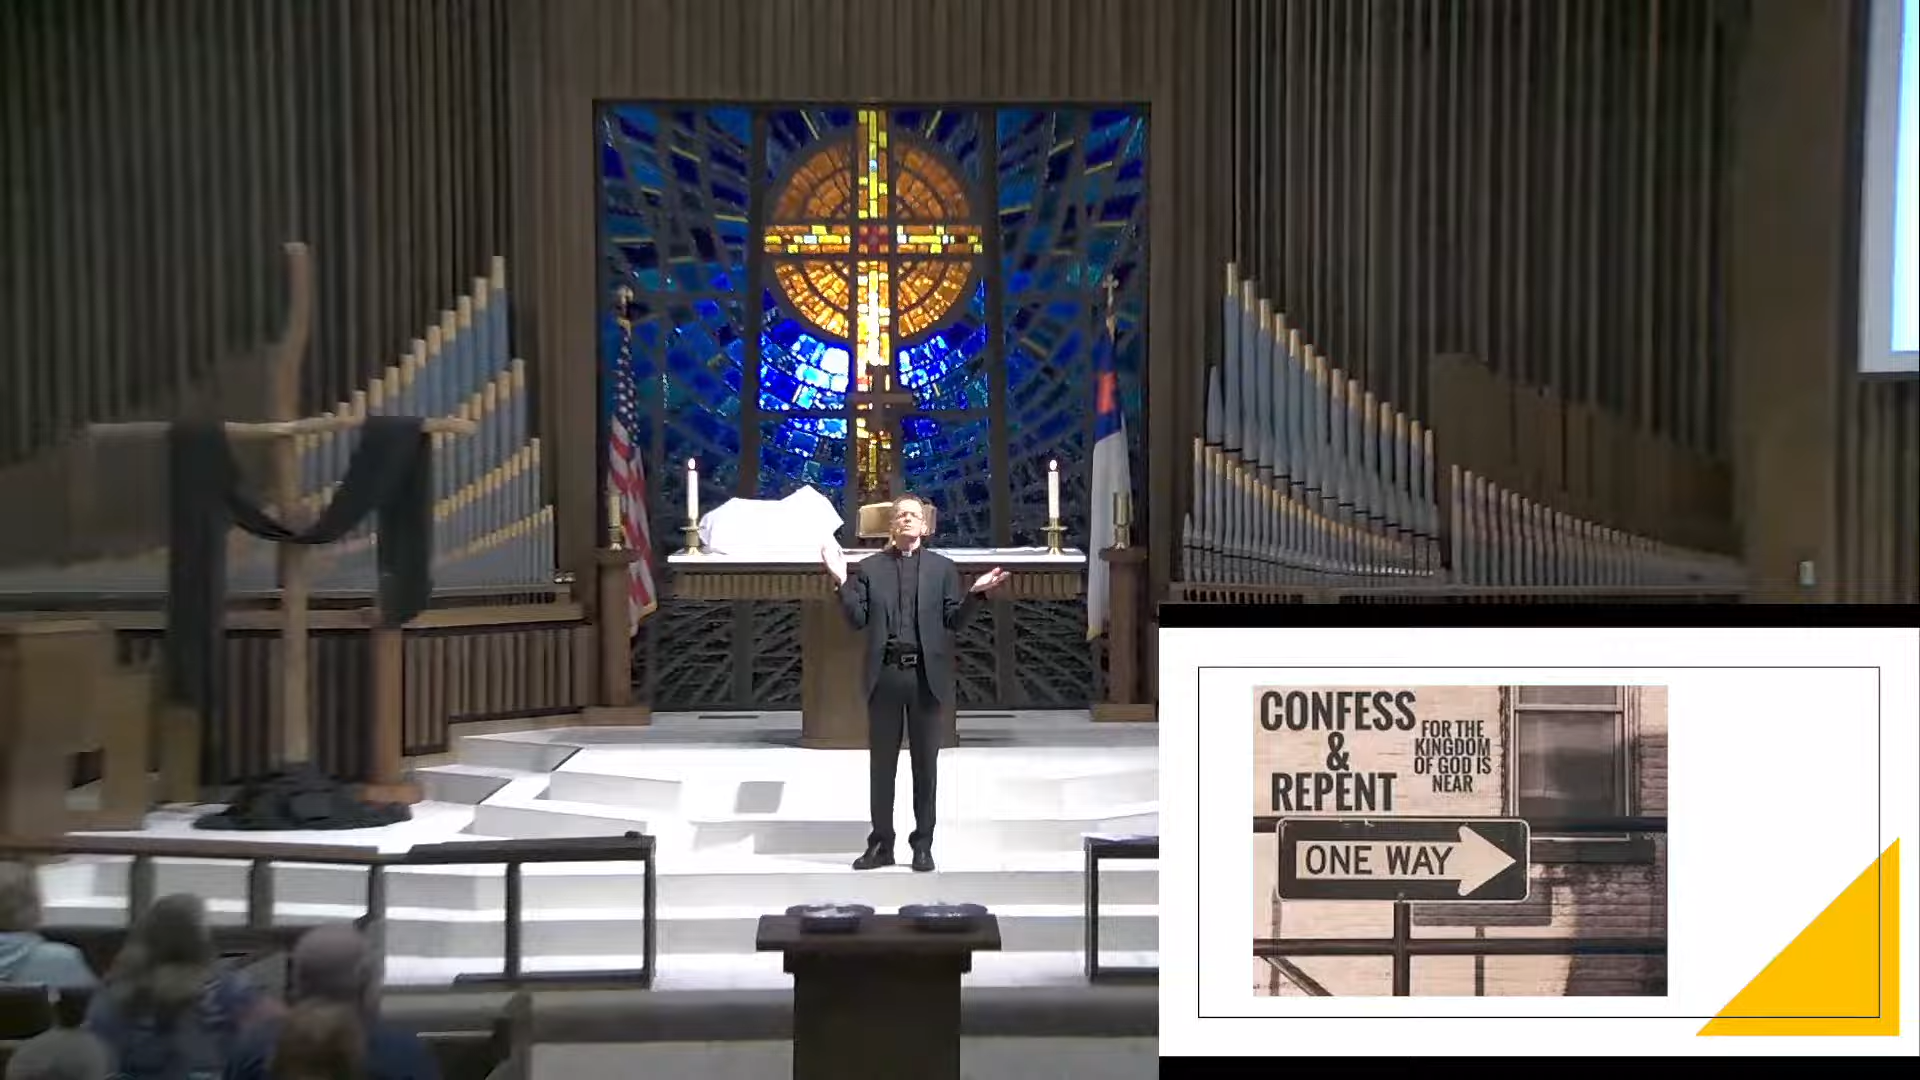 CONFESS
&
REPENT
FOR THE
KINGDOM
OF GOD IS
NEAR
ONE WAY